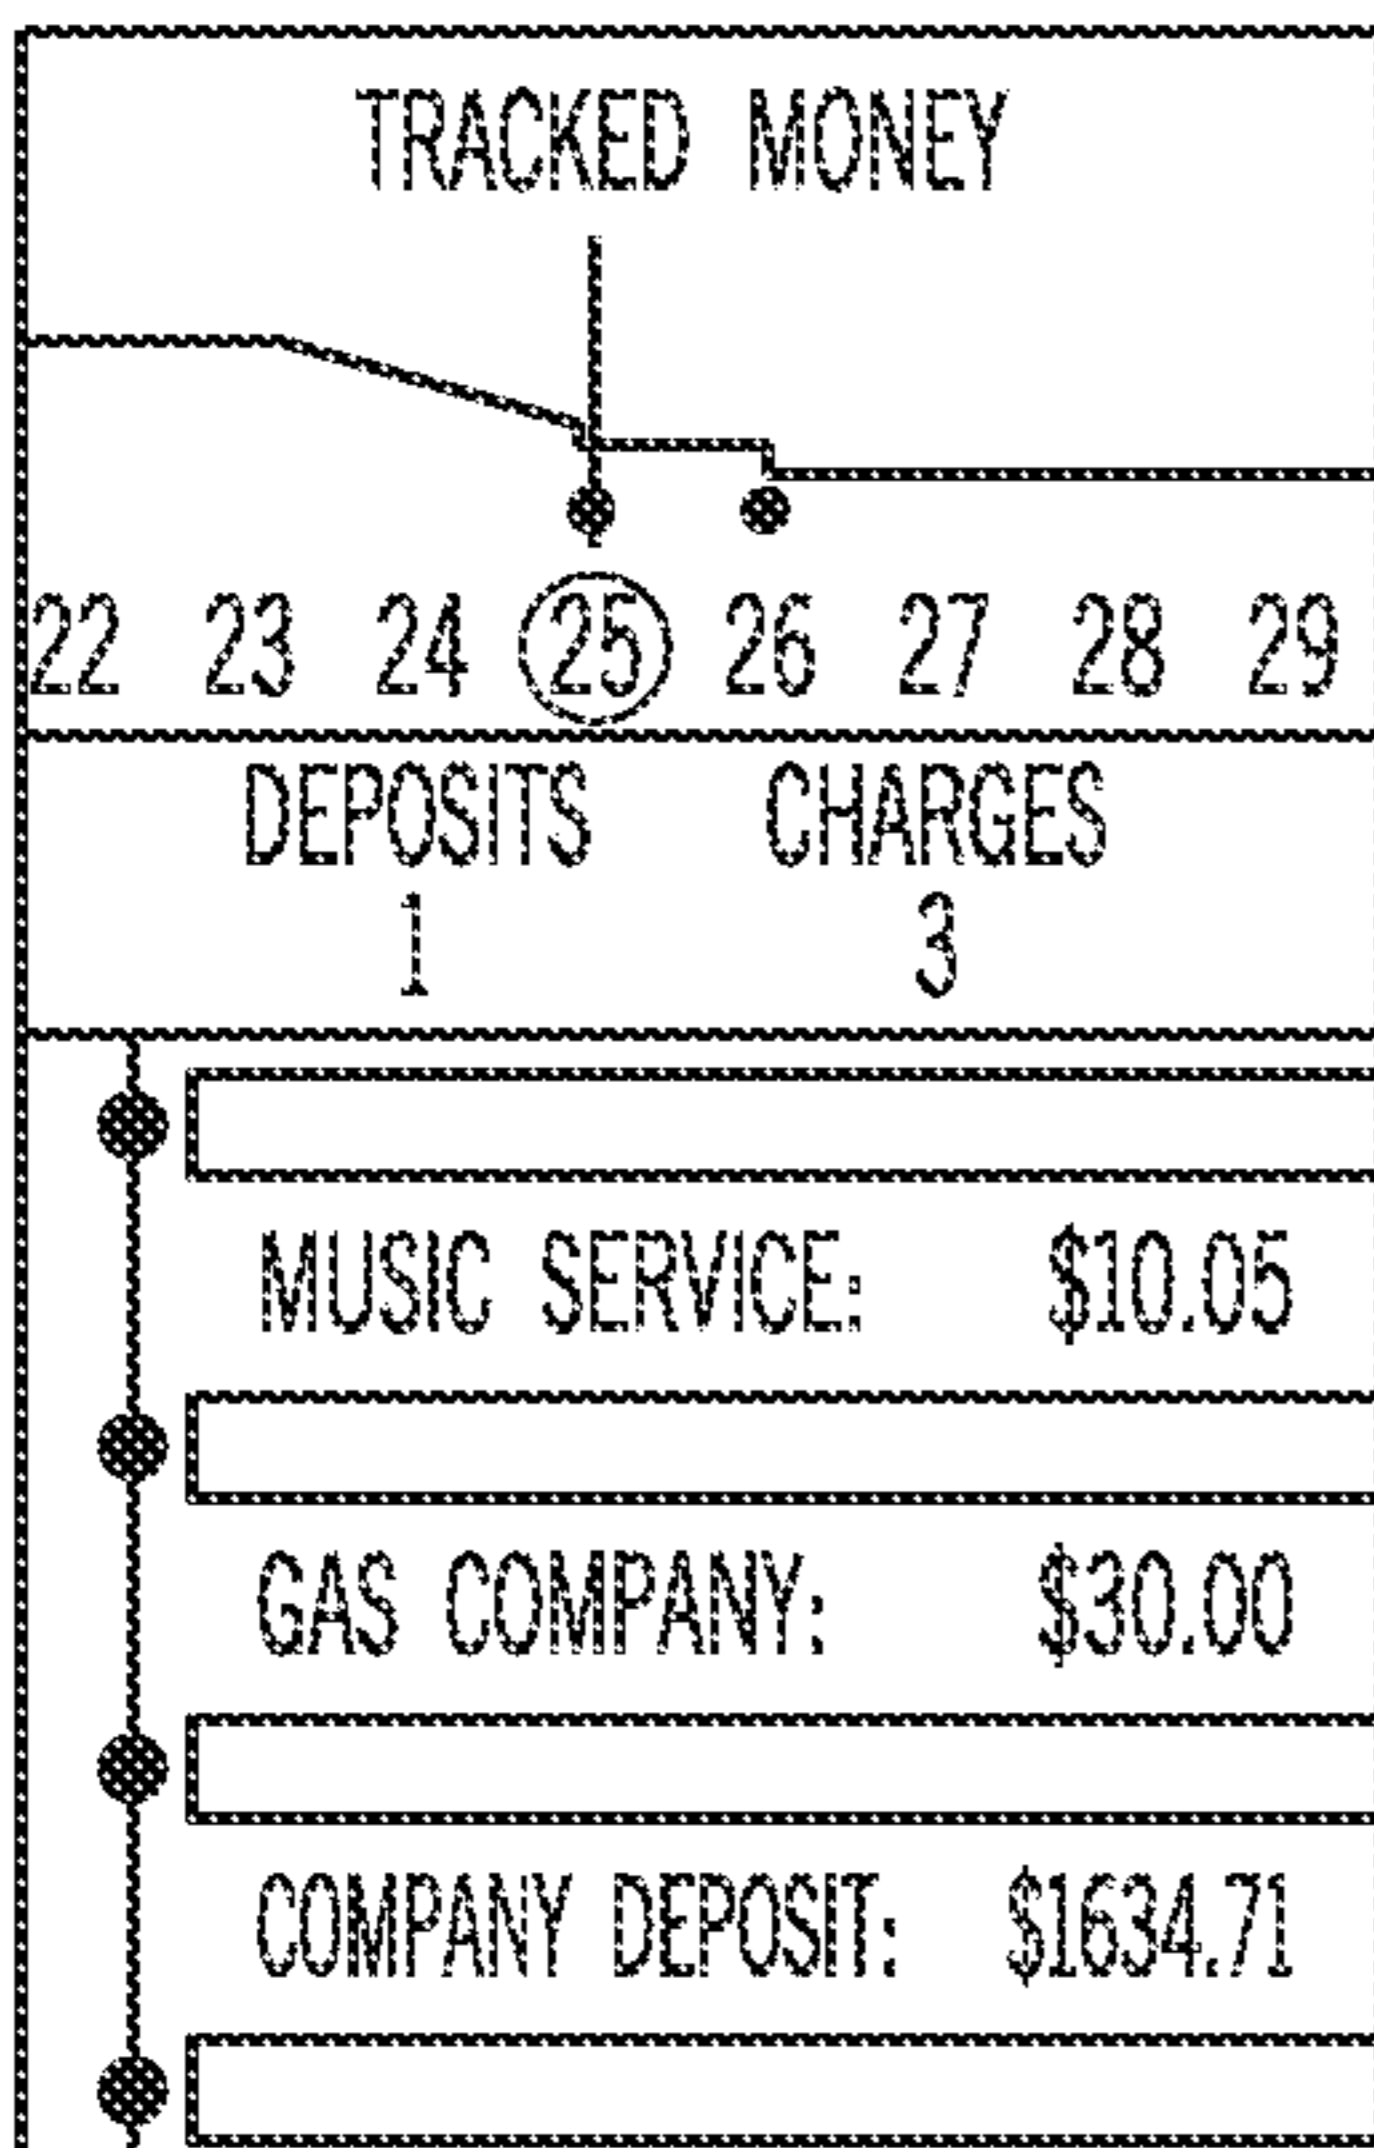 TRACKED MONEY
22 23 24 25 26 27 28 29
DEPOSITS CHARGES
1 3
MUSIC SERVICE: $10.05
GAS COMPANY: $30.00
COMPANY DEPOSIT: $1634.71